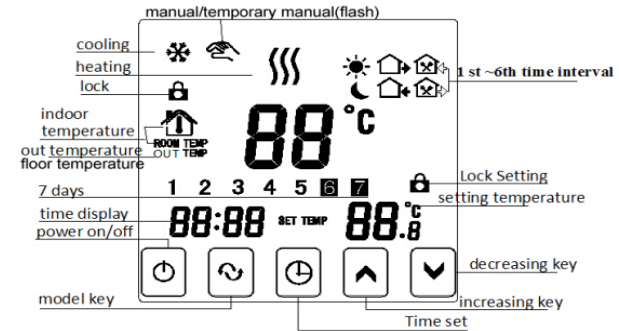 manual/temporary manual(flash)
cooling
heating
1 st ~6th time interval
lock
88 °C
indoor
temperature
ROOM TEMP
out temperature
OUT TEMP
floor temperature
7 days
1 2 3 4 5 6 7
Lock Setting
setting temperature
time display
88:88 SET TEMP 88.8 °C
power on/off
decreasing key
model key
increasing key
Time set